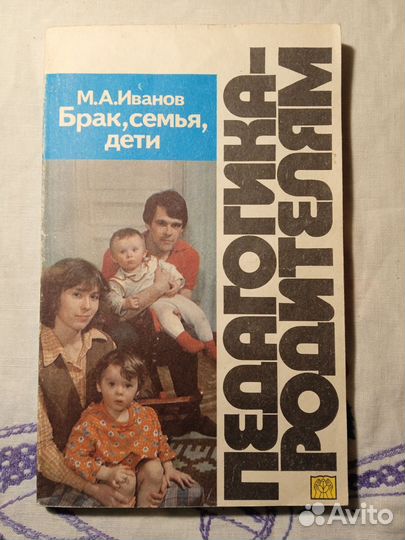 М.А.Иванов
Брак, семья,
дети
ПЕДАГОГИКА-
РОДИТЕЛЯМ
Avito